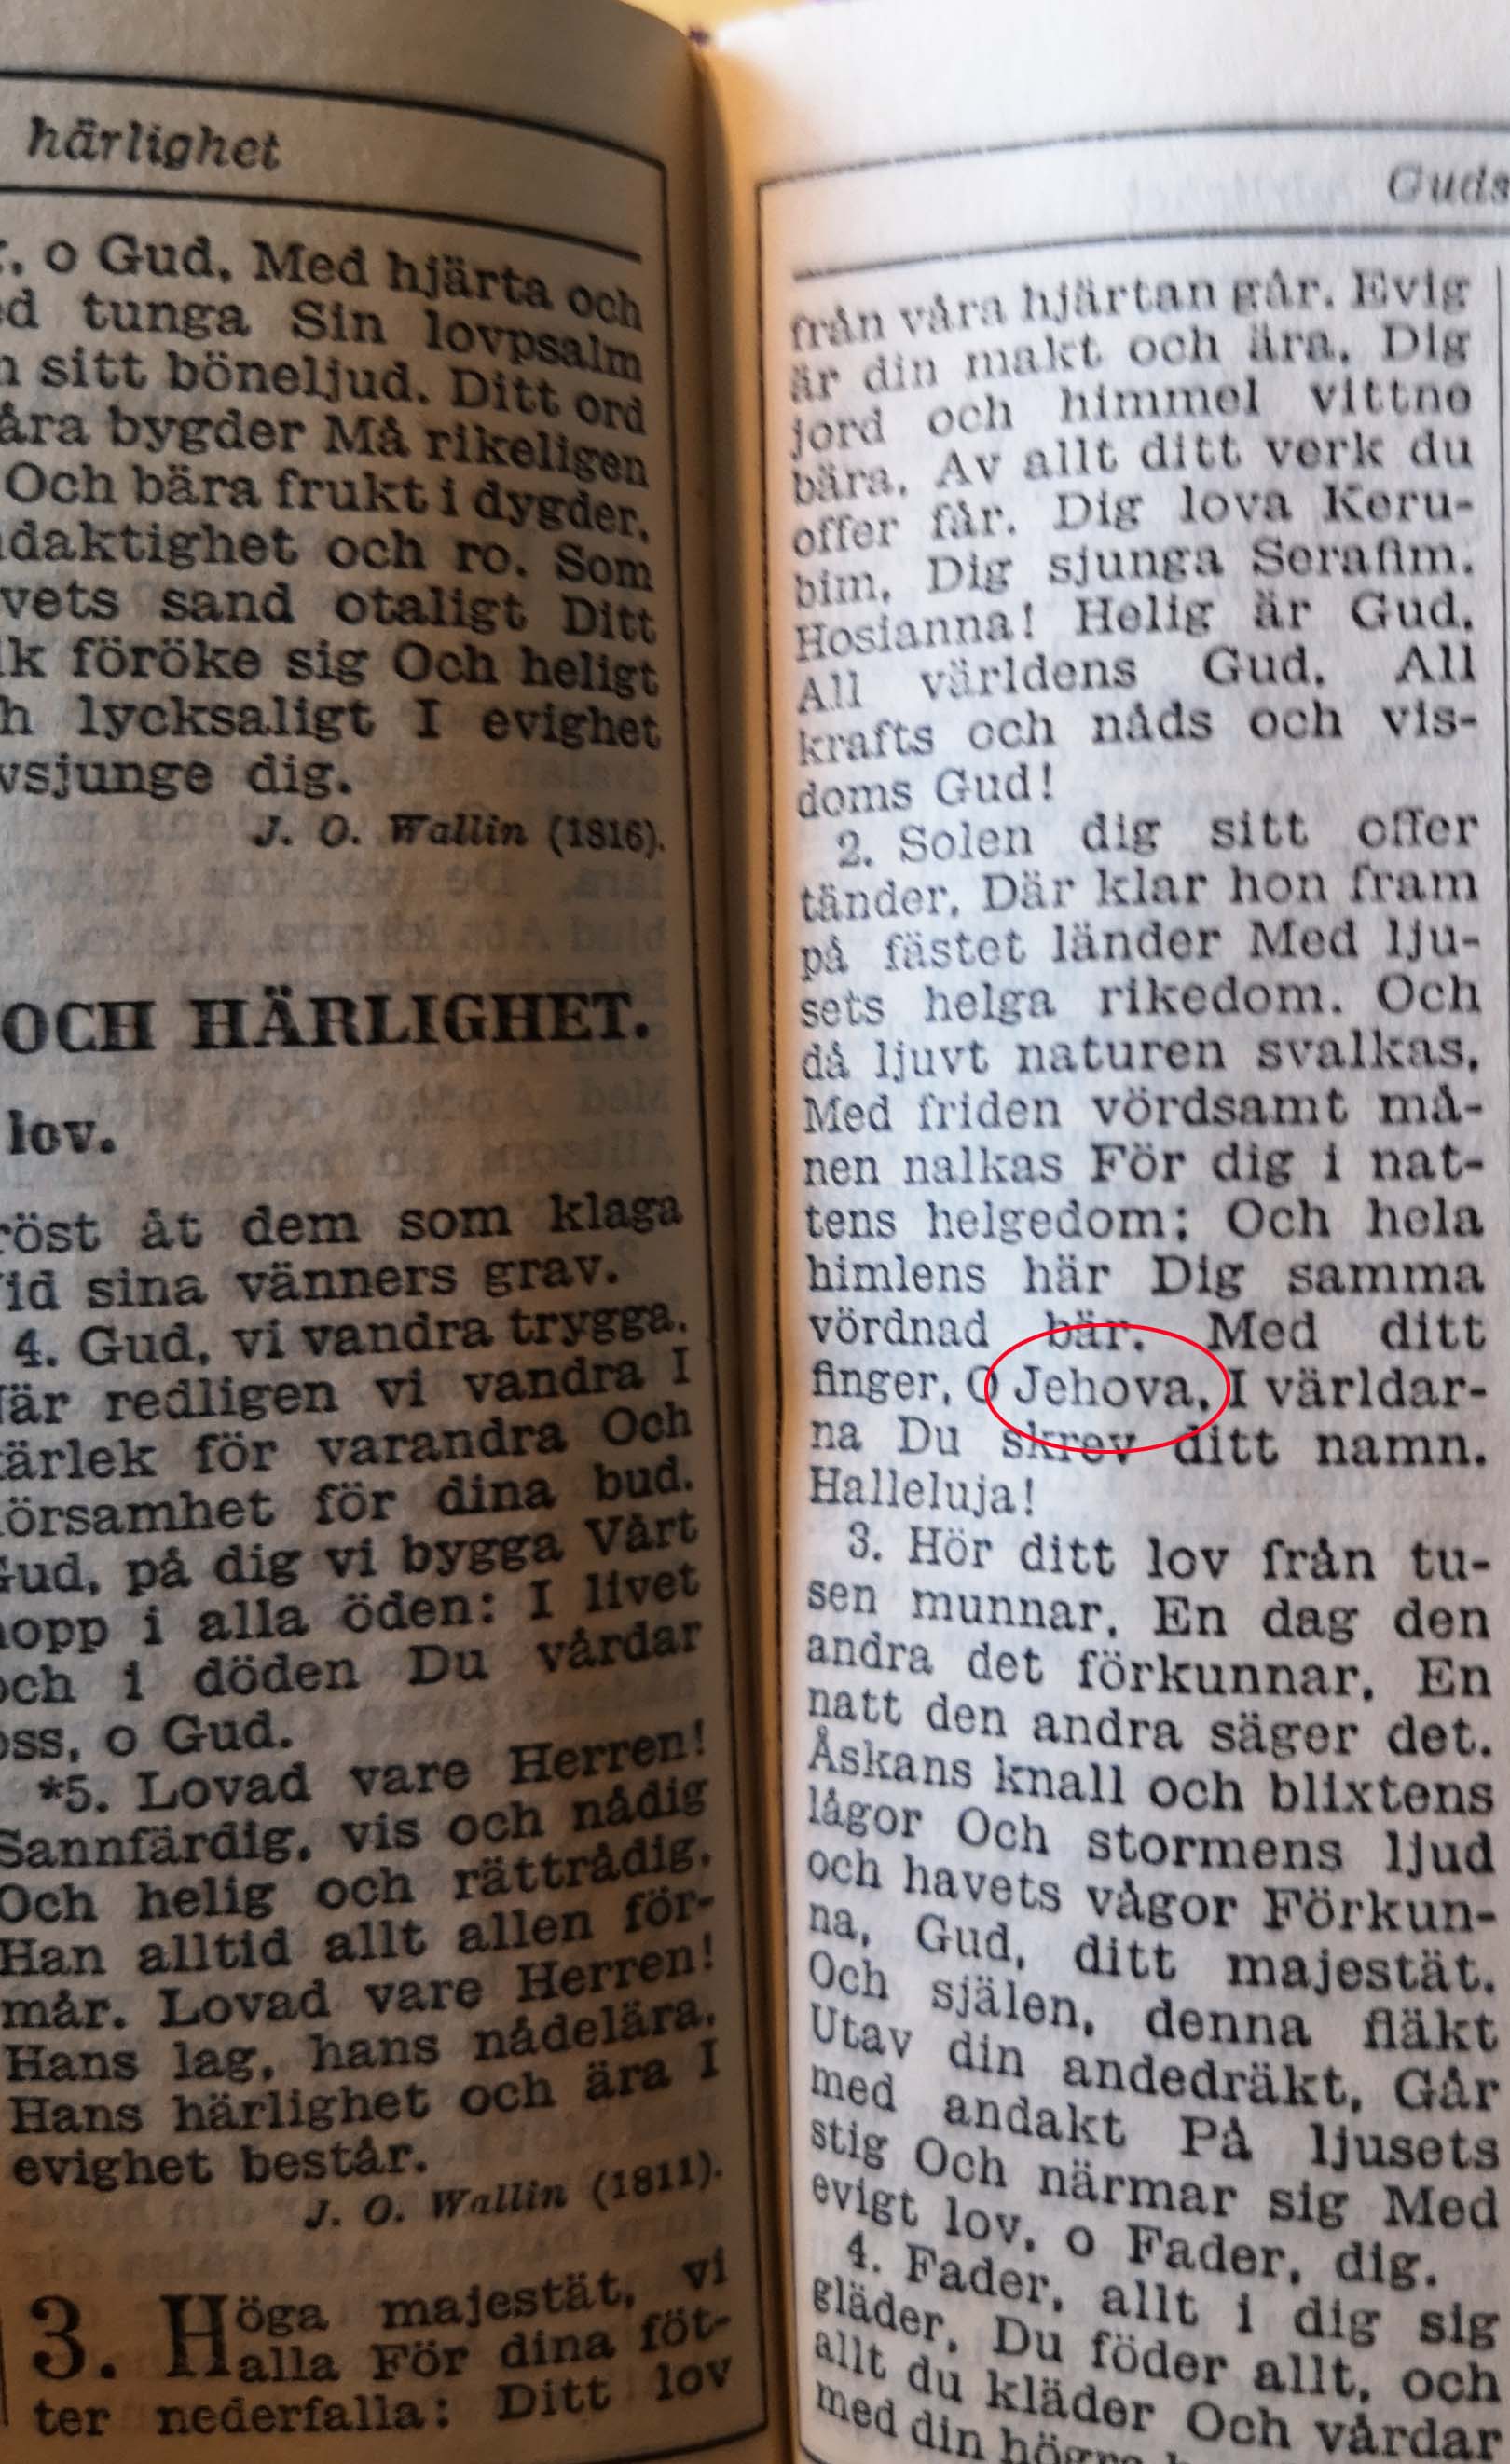 härlighet
, o Gud, Med hjärta och
d tunga Sin lovpsalm
sitt böneljud. Ditt ord
åra bygder Må rikeligen
Och bära frukt i dygder,
daktighet och ro. Som
vets sand otaligt Ditt
lk föröke sig Och heligt
h lycksaligt I evighet
vsjunge dig.
J. O. Wallin (1816).
OCH HÄRLIGHET.
lov.
röst åt dem som klaga
id sina vänners grav.
4. Gud, vi vandra trygga,
är redligen vi vandra I
kärlek för varandra Och
örsamhet för dina bud.
Gud, på dig vi bygga Vårt
hopp i alla öden: I livet
och i döden Du vårdar
oss, o Gud.
*5. Lovad vare Herren!
Sannfärdig, vis och nådig
Och helig och rättrådig,
Han alltid allt allen för-
mår. Lovad vare Herren!
Hans lag, hans nådelära,
Hans härlighet och ära I
evighet består.
J. O. Wallin (1811).
3. Höga majestät, vi
alla För dina föt-
ter nederfalla: Ditt lov
Guds
från våra hjärtan går. Evig
är din makt och ära, Dig
jord och himmel vittne
bära, Av allt ditt verk du
offer får. Dig lova Keru-
bim, Dig sjunga Serafim.
Hosianna! Helig är Gud,
All världens Gud, All
krafts och nåds och vis-
doms Gud!
2. Solen dig sitt offer
tänder, Där klar hon fram
på fästet länder Med lju-
sets helga rikedom. Och
då ljuvt naturen svalkas,
Med friden vördsamt må-
nen nalkas För dig i nat-
tens helgedom; Och hela
himlens här Dig samma
vördnad bär. Med ditt
finger, O Jehova, I världar-
na Du skrev ditt namn.
Halleluja!
3. Hör ditt lov från tu-
sen munnar, En dag den
andra det förkunnar, En
natt den andra säger det.
Åskans knall och blixtens
lågor Och stormens ljud
och havets vågor Förkun-
na, Gud, ditt majestät.
Och själen, denna fläkt
Utav din andedräkt, Går
med andakt På ljusets
stig Och närmar sig Med
evigt lov, o Fader, dig.
4. Fader, allt i dig sig
gläder, Du föder allt, och
allt du kläder Och vårdar
med din högra